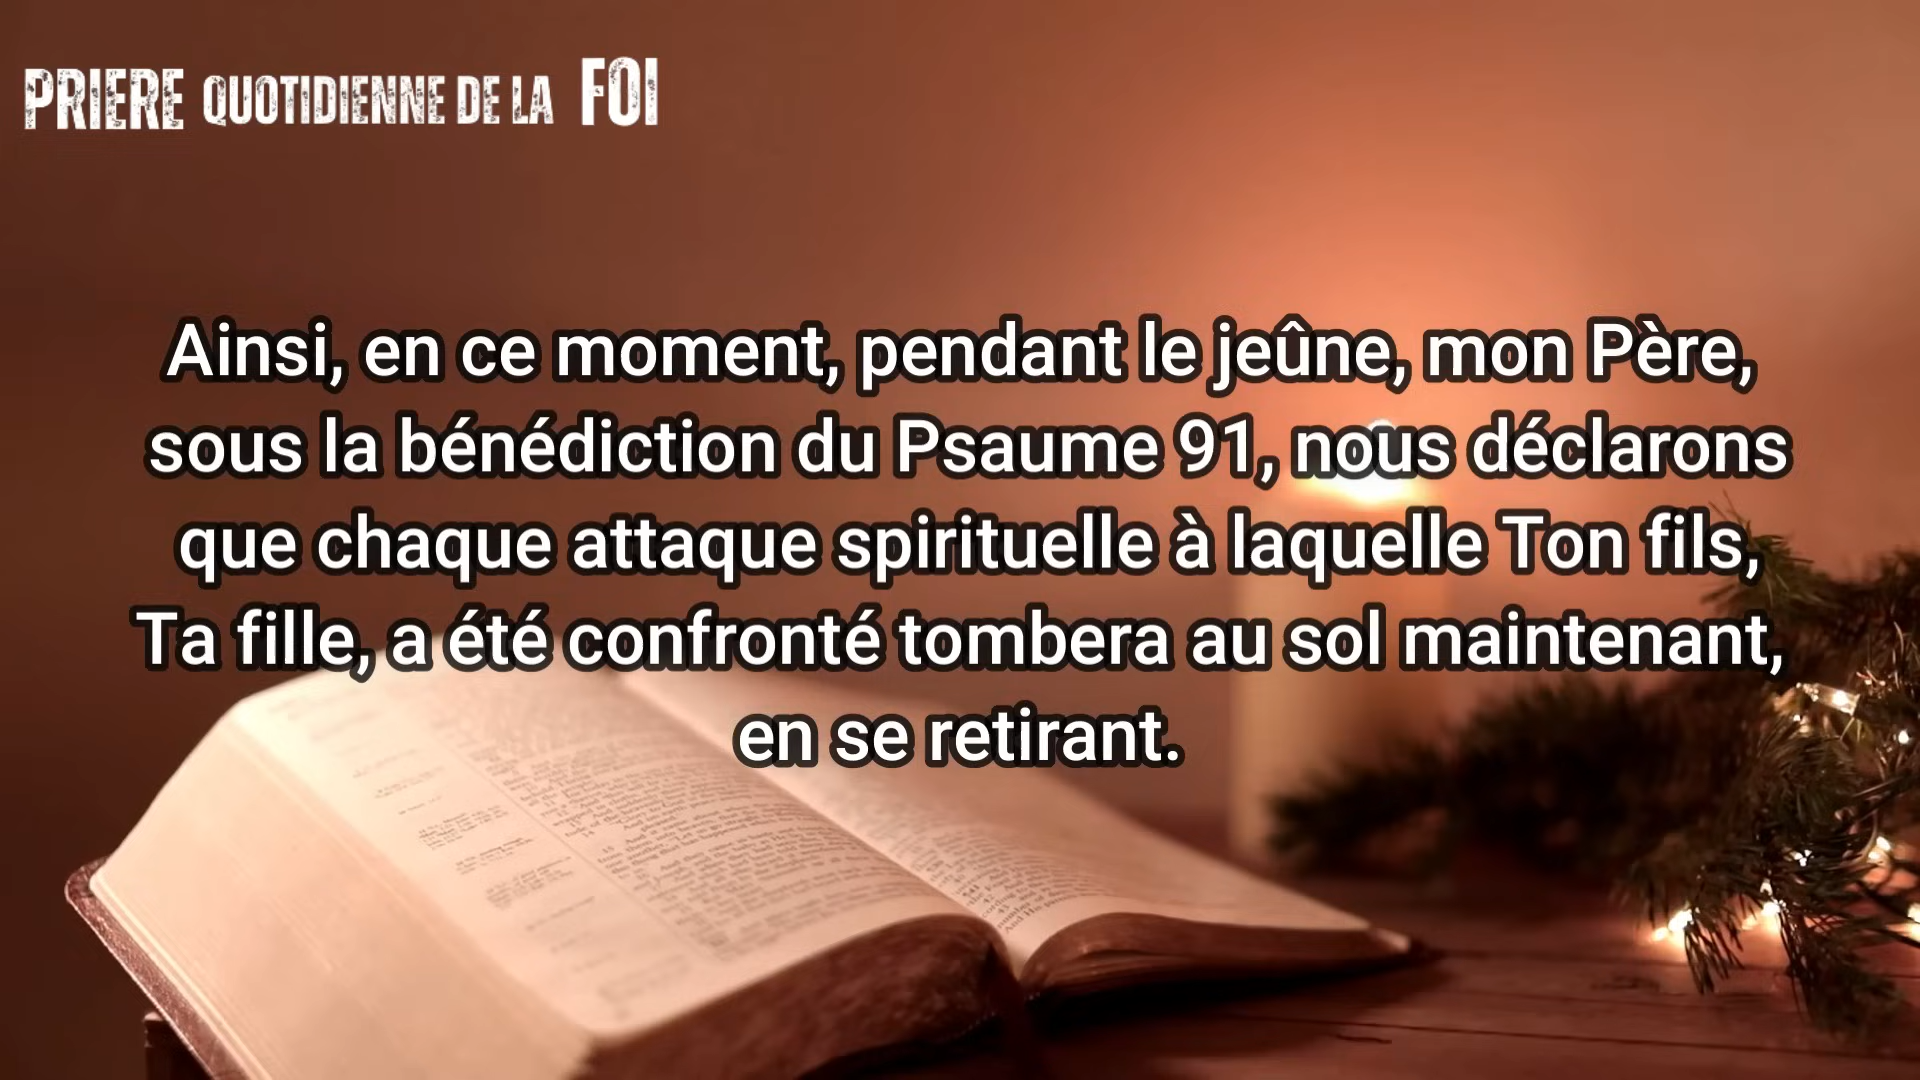 PRIERE QUOTIDIENNE DE LA FOI
Ainsi, en ce moment, pendant le jeûne, mon Père,
sous la bénédiction du Psaume 91, nous déclarons
que chaque attaque spirituelle à laquelle Ton fils,
Ta fille, a été confronté tombera au sol maintenant,
en se retirant.